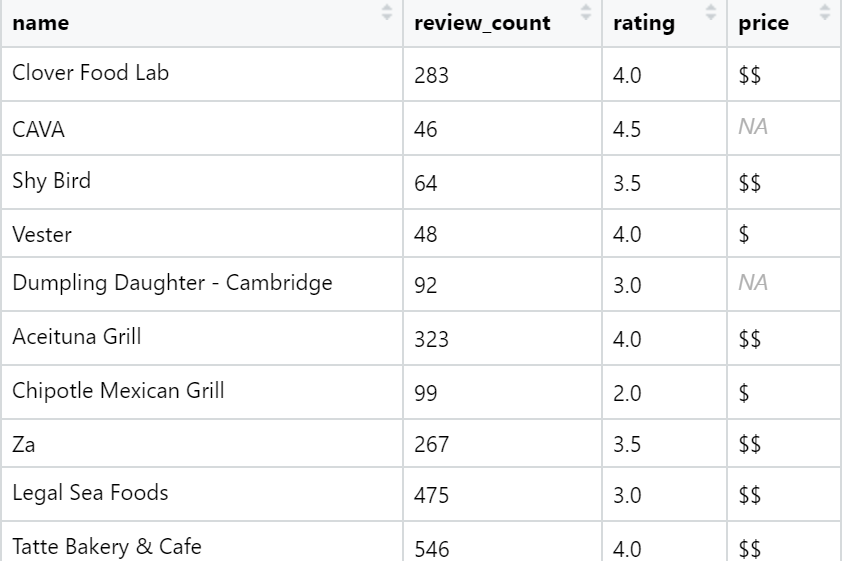 name review_count rating price
Clover Food Lab 283 4.0 $$
CAVA 46 4.5 NA
Shy Bird 64 3.5 $$
Vester 48 4.0 $
Dumpling Daughter - Cambridge 92 3.0 NA
Aceituna Grill 323 4.0 $$
Chipotle Mexican Grill 99 2.0 $
Za 267 3.5 $$
Legal Sea Foods 475 3.0 $$
Tatte Bakery & Cafe 546 4.0 $$